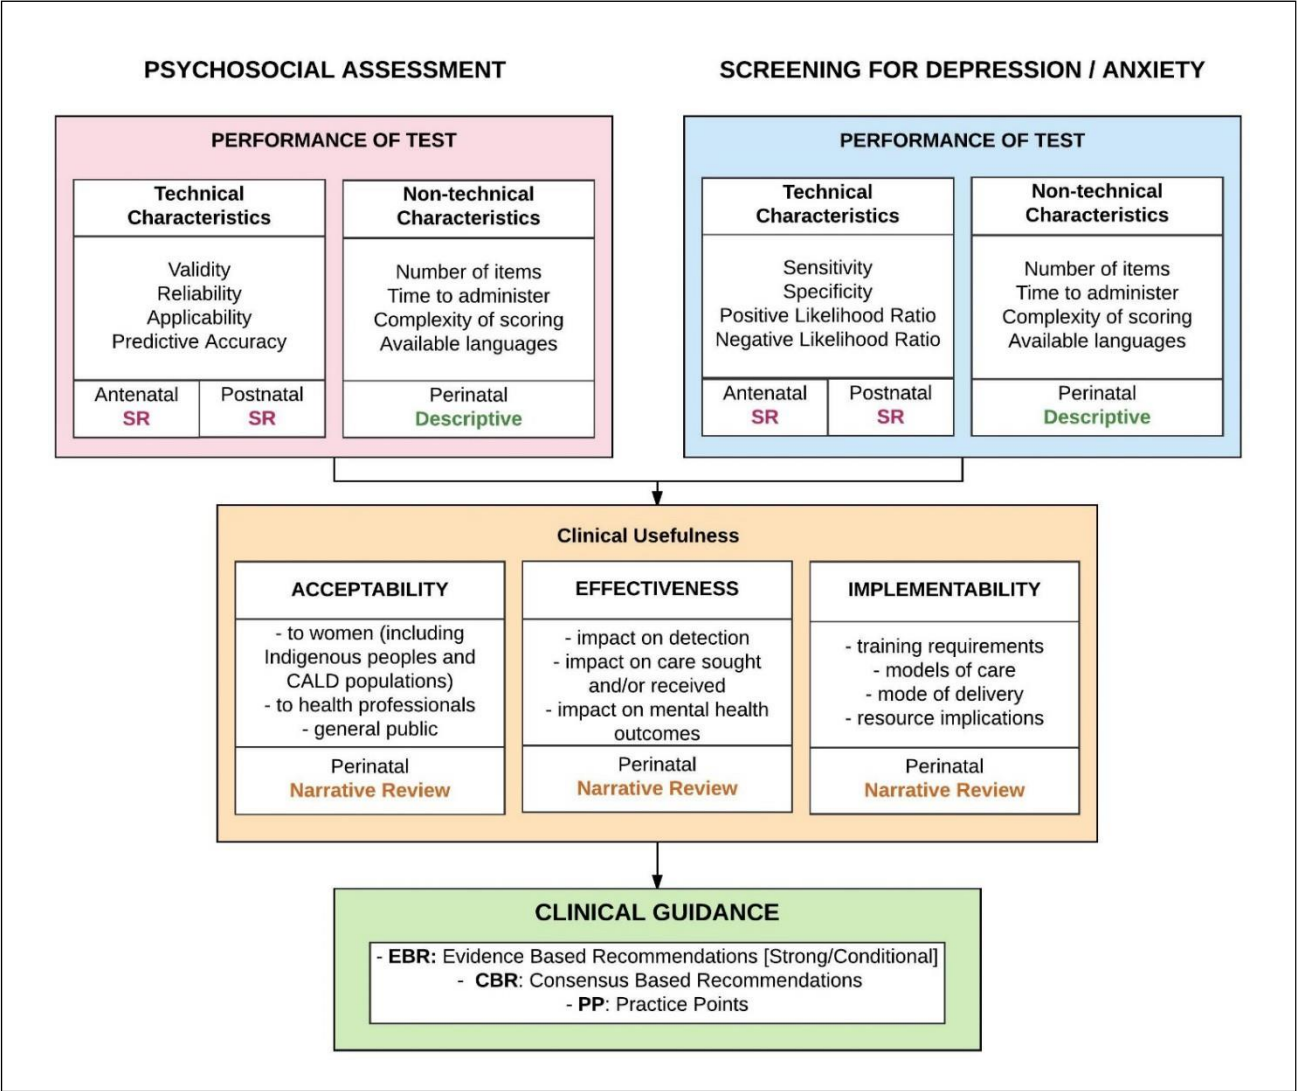 PSYCHOSOCIAL ASSESSMENT
PERFORMANCE OF TEST
Technical
Characteristics
Validity
Reliability
Applicability
Predictive Accuracy
Antenatal
SR
Postnatal
SR
Non-technical
Characteristics
Number of items
Time to administer
Complexity of scoring
Available languages
Perinatal
Descriptive
SCREENING FOR DEPRESSION / ANXIETY
PERFORMANCE OF TEST
Technical
Characteristics
Sensitivity
Specificity
Positive Likelihood Ratio
Negative Likelihood Ratio
Antenatal
SR
Postnatal
SR
Non-technical
Characteristics
Number of items
Time to administer
Complexity of scoring
Available languages
Perinatal
Descriptive
Clinical Usefulness
ACCEPTABILITY
- to women (including
Indigenous peoples and
CALD populations)
- to health professionals
- general public
Perinatal
Narrative Review
EFFECTIVENESS
- impact on detection
- impact on care sought
and/or received
- impact on mental health
outcomes
Perinatal
Narrative Review
IMPLEMENTABILITY
- training requirements
- models of care
- mode of delivery
- resource implications
Perinatal
Narrative Review
CLINICAL GUIDANCE
- EBR: Evidence Based Recommendations [Strong/Conditional]
- CBR: Consensus Based Recommendations
- PP: Practice Points